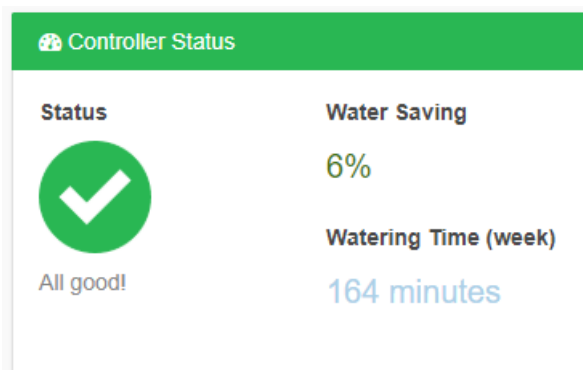 Controller Status
Status
All good!
Water Saving
6%
Watering Time (week)
164 minutes